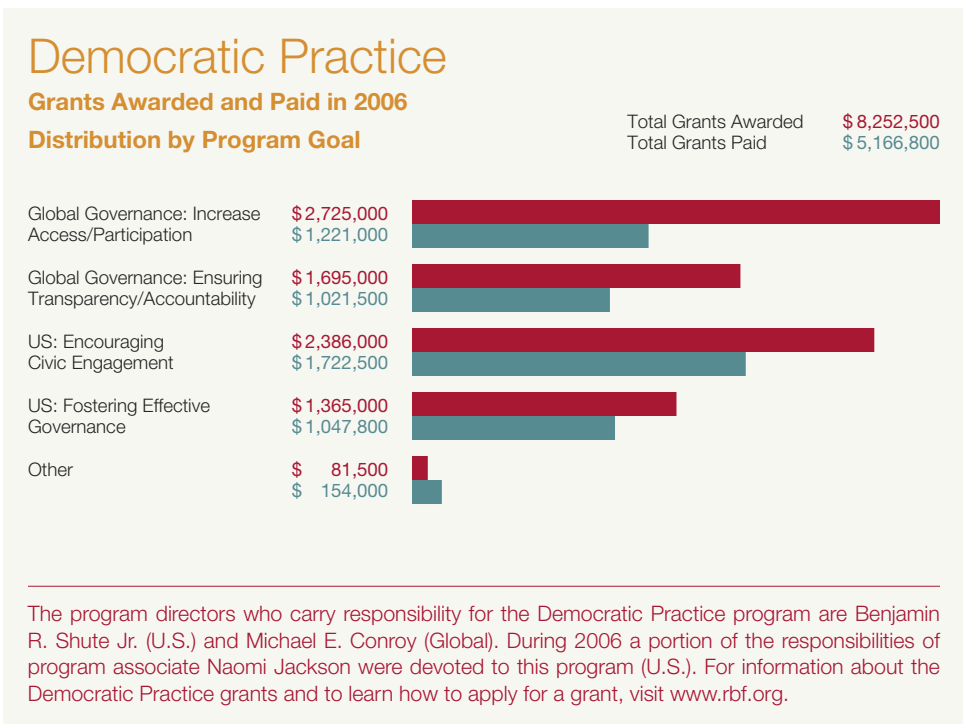 Democratic Practice
Grants Awarded and Paid in 2006
Distribution by Program Goal
Total Grants Awarded $ 8,252,500
Total Grants Paid $ 5,166,800
Global Governance: Increase $ 2,725,000
Access/Participation $ 1,221,000
Global Governance: Ensuring $ 1,695,000
Transparency/Accountability $ 1,021,500
US: Encouraging $ 2,386,000
Civic Engagement $ 1,722,500
US: Fostering Effective $ 1,365,000
Governance $ 1,047,800
Other $ 81,500
$ 154,000
The program directors who carry responsibility for the Democratic Practice program are Benjamin
R. Shute Jr. (U.S.) and Michael E. Conroy (Global). During 2006 a portion of the responsibilities of
program associate Naomi Jackson were devoted to this program (U.S.). For information about the
Democratic Practice grants and to learn how to apply for a grant, visit www.rbf.org.